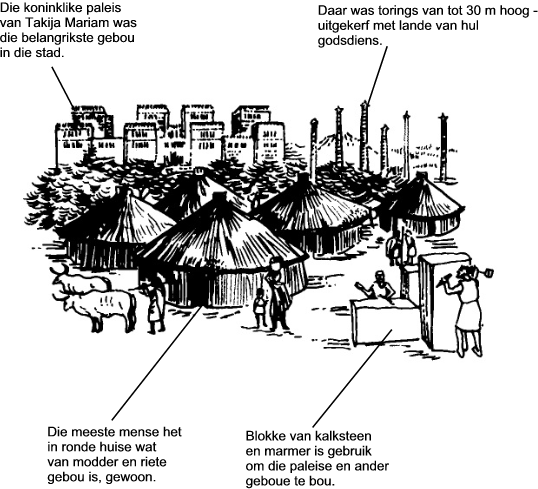 Die koninklike paleis
van Takija Mariam was
die belangrikste gebou
in die stad.
Daar was torings van tot 30 m hoog -
uitgekerf met lande van hul
godsdiens.
Die meeste mense het
in ronde huise wat
van modder en riete
gebou is, gewoon.
Blokke van kalksteen
en marmer is gebruik
om die paleise en ander
geboue te bou.